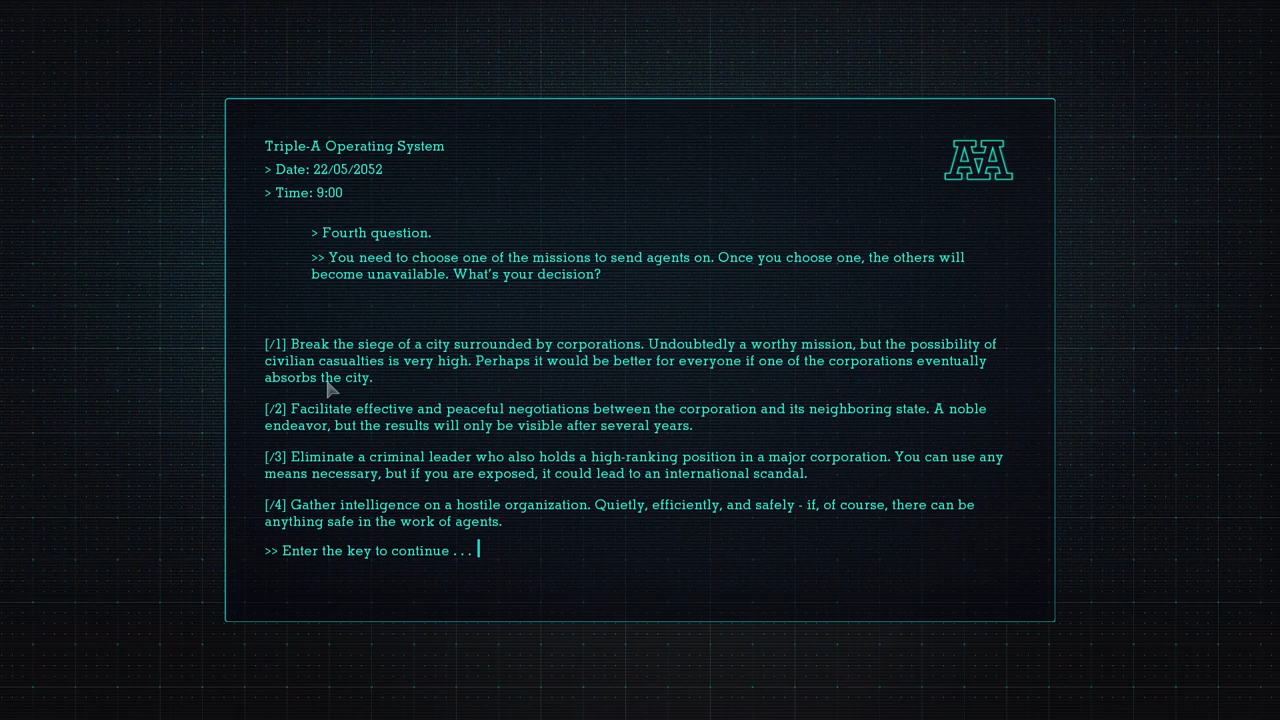 Triple-A Operating System
> Date: 22/05/2052
> Time: 9:00
AAA
> Fourth question.
>> You need to choose one of the missions to send agents on. Once you choose one, the others will
become unavailable. What's your decision?
[/1] Break the siege of a city surrounded by corporations. Undoubtedly a worthy mission, but the possibility of
civilian casualties is very high. Perhaps it would be better for everyone if one of the corporations eventually
absorbs the city.
[/2] Facilitate effective and peaceful negotiations between the corporation and its neighboring state. A noble
endeavor, but the results will only be visible after several years.
[/3] Eliminate a criminal leader who also holds a high-ranking position in a major corporation. You can use any
means necessary, but if you are exposed, it could lead to an international scandal.
[/4] Gather intelligence on a hostile organization. Quietly, efficiently, and safely - if, of course, there can be
anything safe in the work of agents.
>> Enter the key to continue . . .